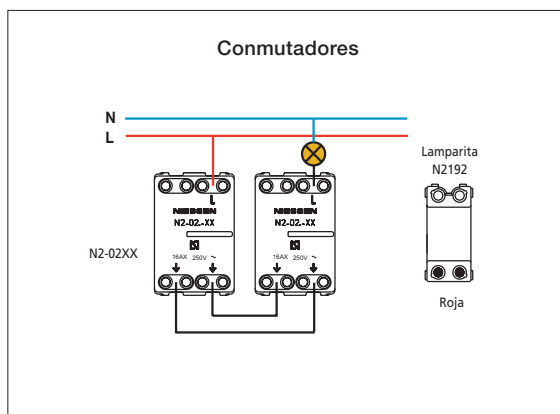 Conmutadores
N
L
Lamparita
N2192
L
NIESSEN
N2-02.-XX
16AX 250V ~
L
NIESSEN
N2-02.-XX
16AX 250V ~
N2-02XX
Roja